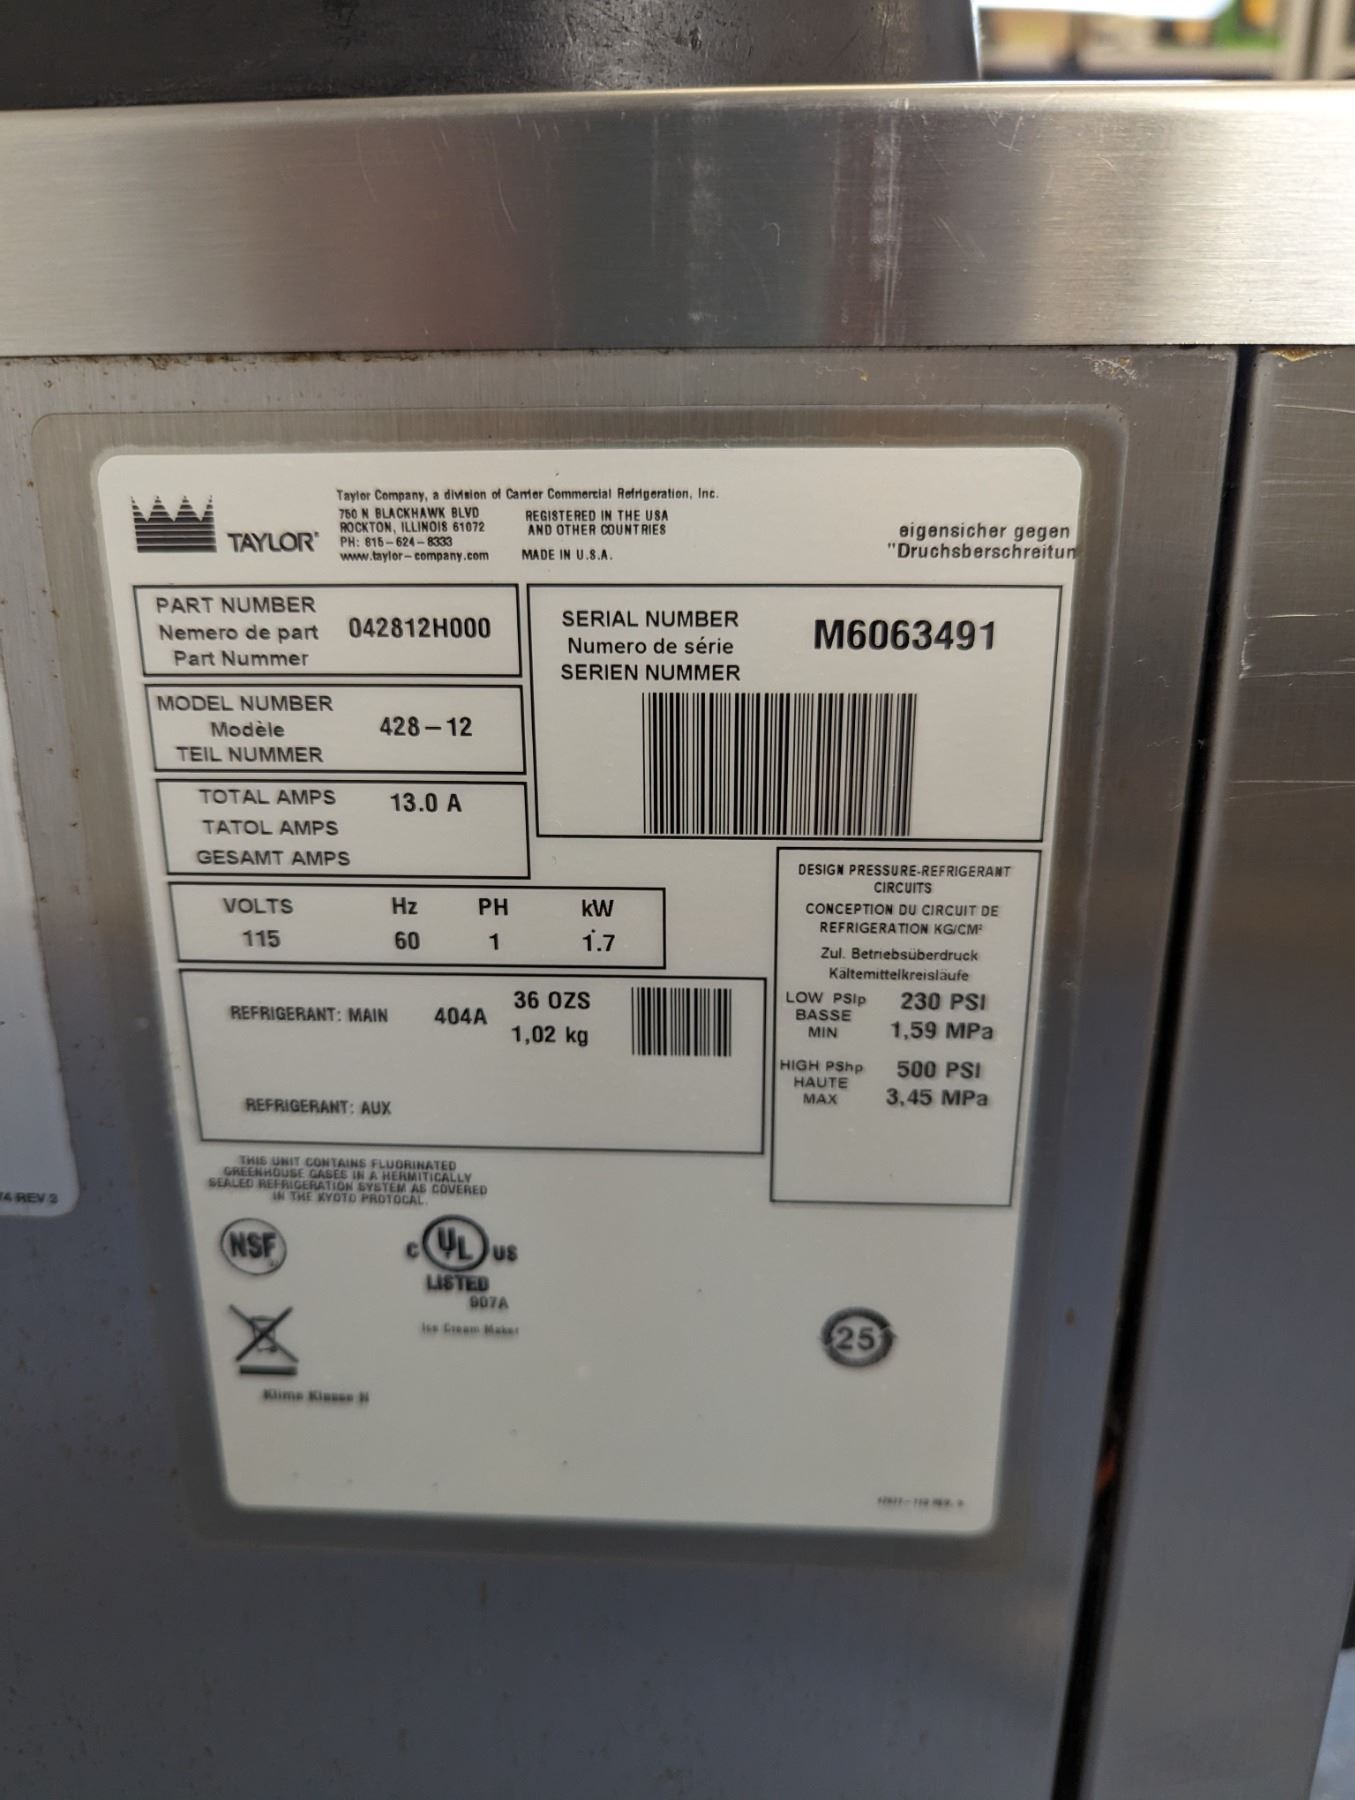 TAYLOR®
Taylor Company, a division of Carrier Commercial Refrigeration, Inc.
750 N BLACKHAWK BLVD
ROCKTON, ILLINOIS 61072
PH: 815-624-8333
www.taylor-company.com
REGISTERED IN THE USA
AND OTHER COUNTRIES
MADE IN U.S.A.
eigensicher gegen
"Druchsberschreitun
PART NUMBER
Nemero de part
Part Nummer
042812H000
SERIAL NUMBER
Numero de série
SERIEN NUMMER
M6063491
MODEL NUMBER
Modèle
TEIL NUMMER
428-12
TOTAL AMPS
TATOL AMPS
GESAMT AMPS
13.0 A
VOLTS Hz PH kW
115 60 1 1.7
REFRIGERANT: MAIN 404A
36 OZS
1,02 kg
REFRIGERANT: AUX
DESIGN PRESSURE-REFRIGERANT
CIRCUITS
CONCEPTION DU CIRCUIT DE
REFRIGERATION KG/CM²
Zul. Betriebsüberdruck
Kältemittelkreisläufe
LOW PSIp 230 PSI
BASSE
MIN 1,59 MPa
HIGH PShp 500 PSI
HAUTE
MAX 3,45 MPa
THIS UNIT CONTAINS FLUORINATED
GREENHOUSE GASES IN A HERMITICALLY
SEALED REFRIGERATION SYSTEM AS COVERED
IN THE KYOTO PROTOCAL.
NSF
C UL US
LISTED
907A
Ice Cream Maker
Klima Klasse N
25
4 REV 3